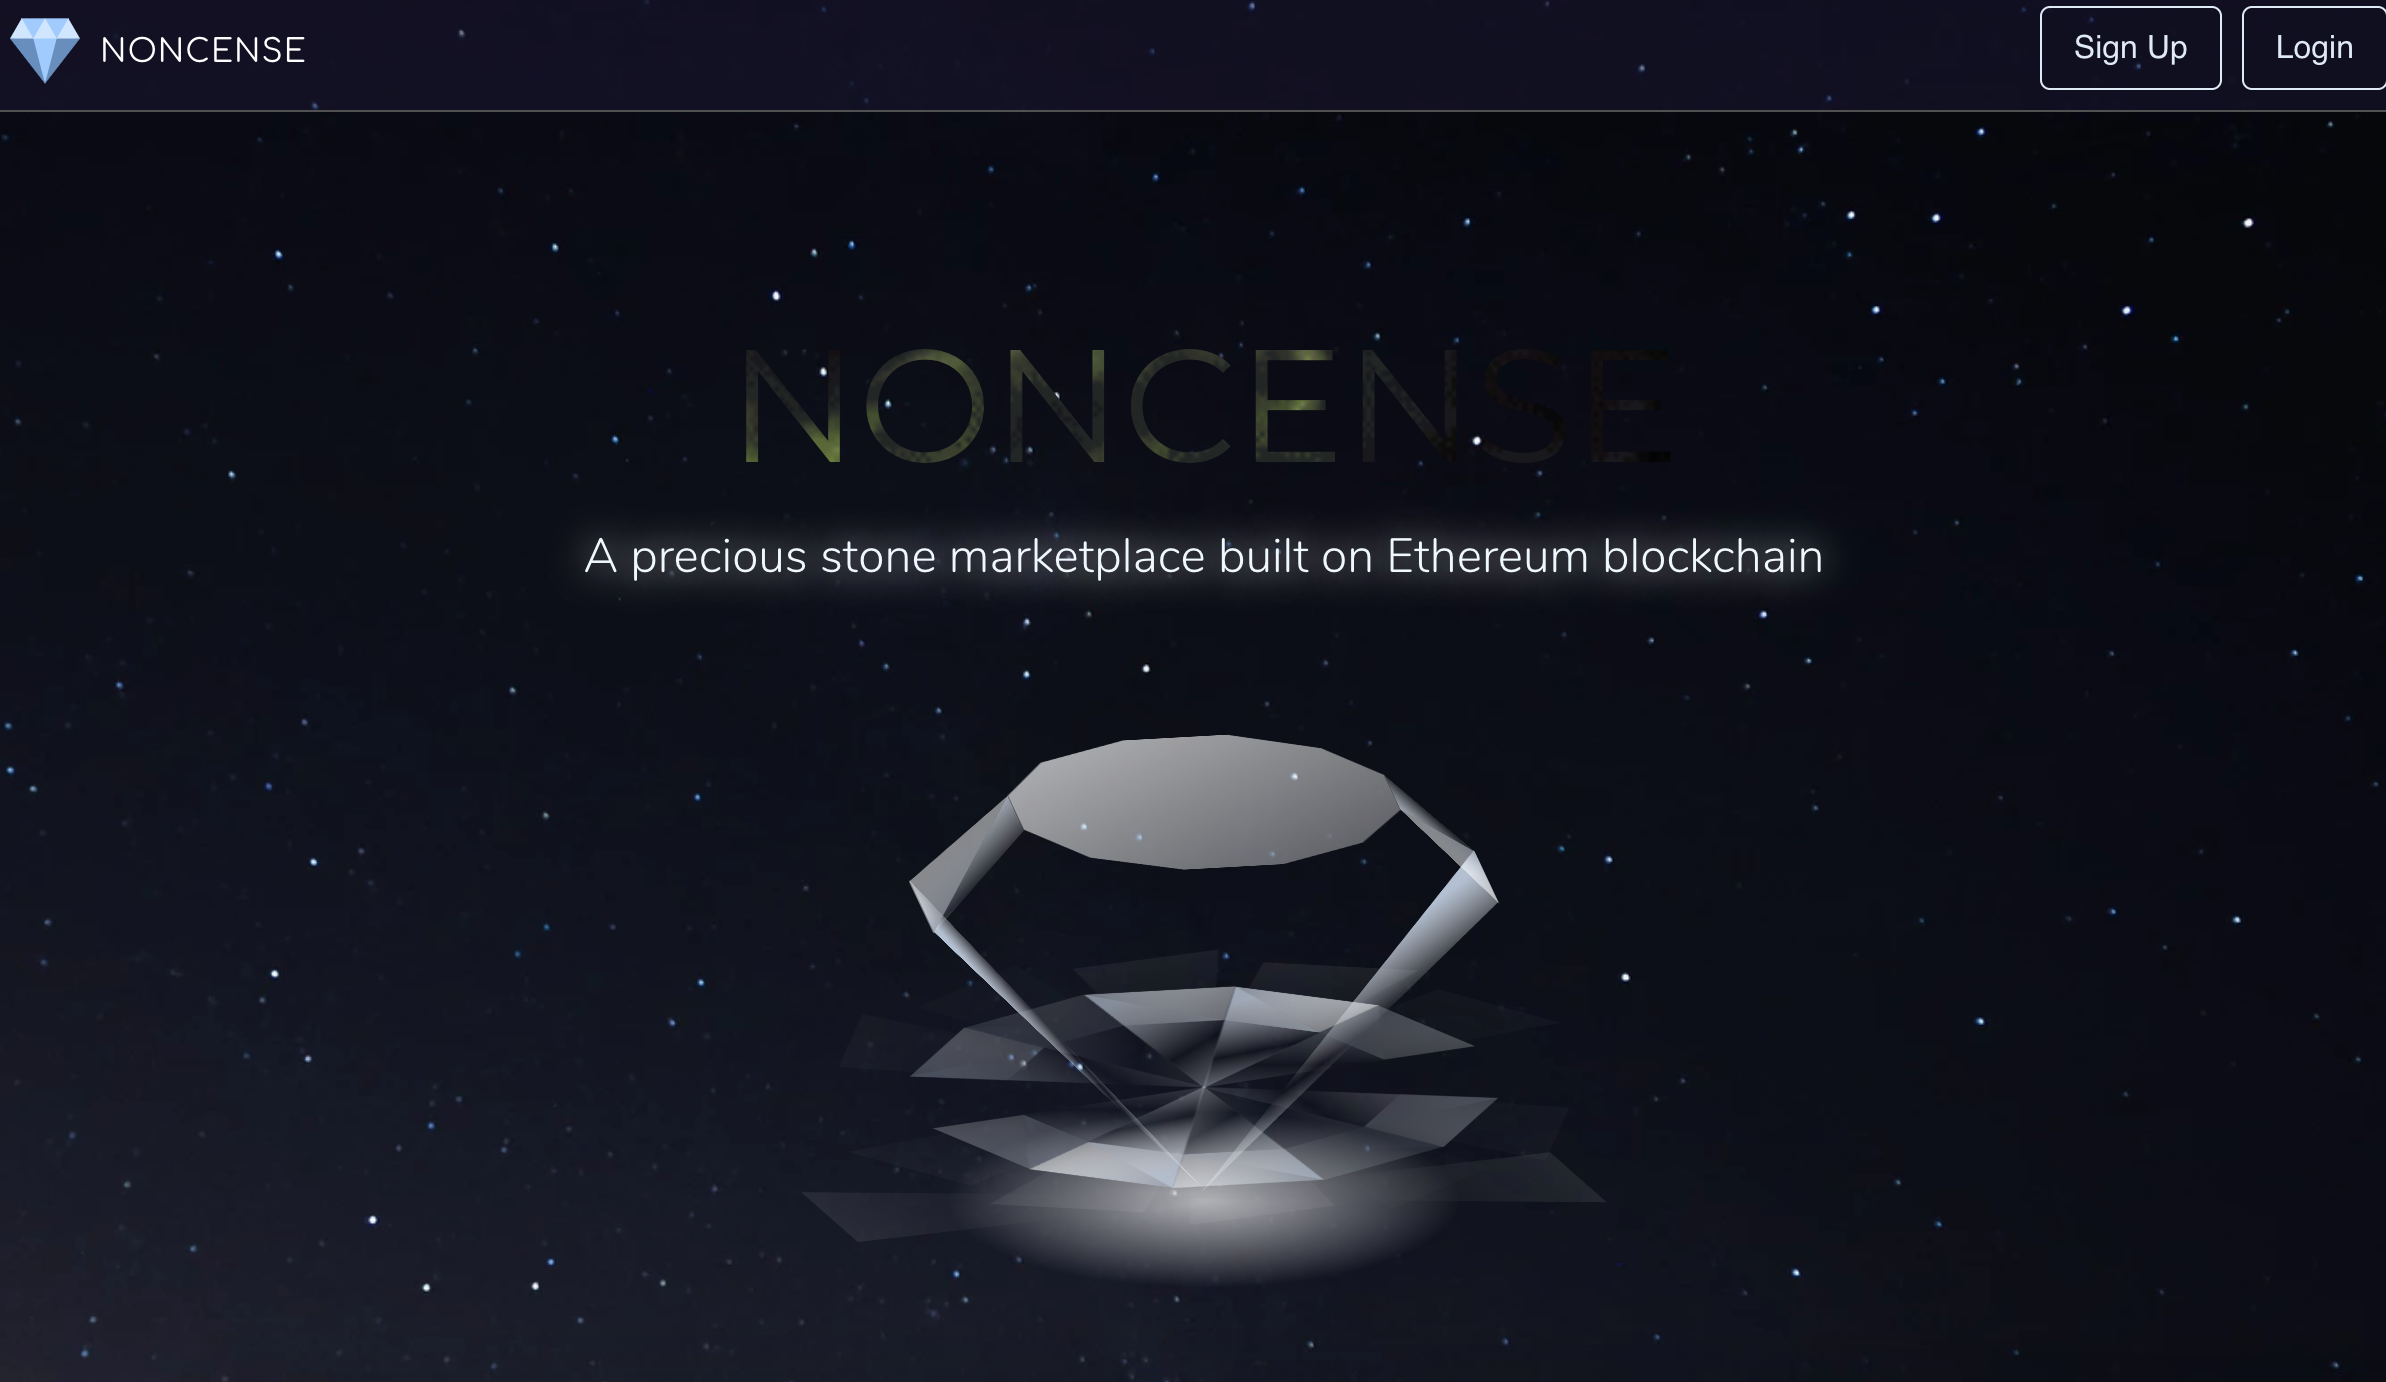 NONCENSE
Sign Up
Login
NONCENSE
A precious stone marketplace built on Ethereum blockchain